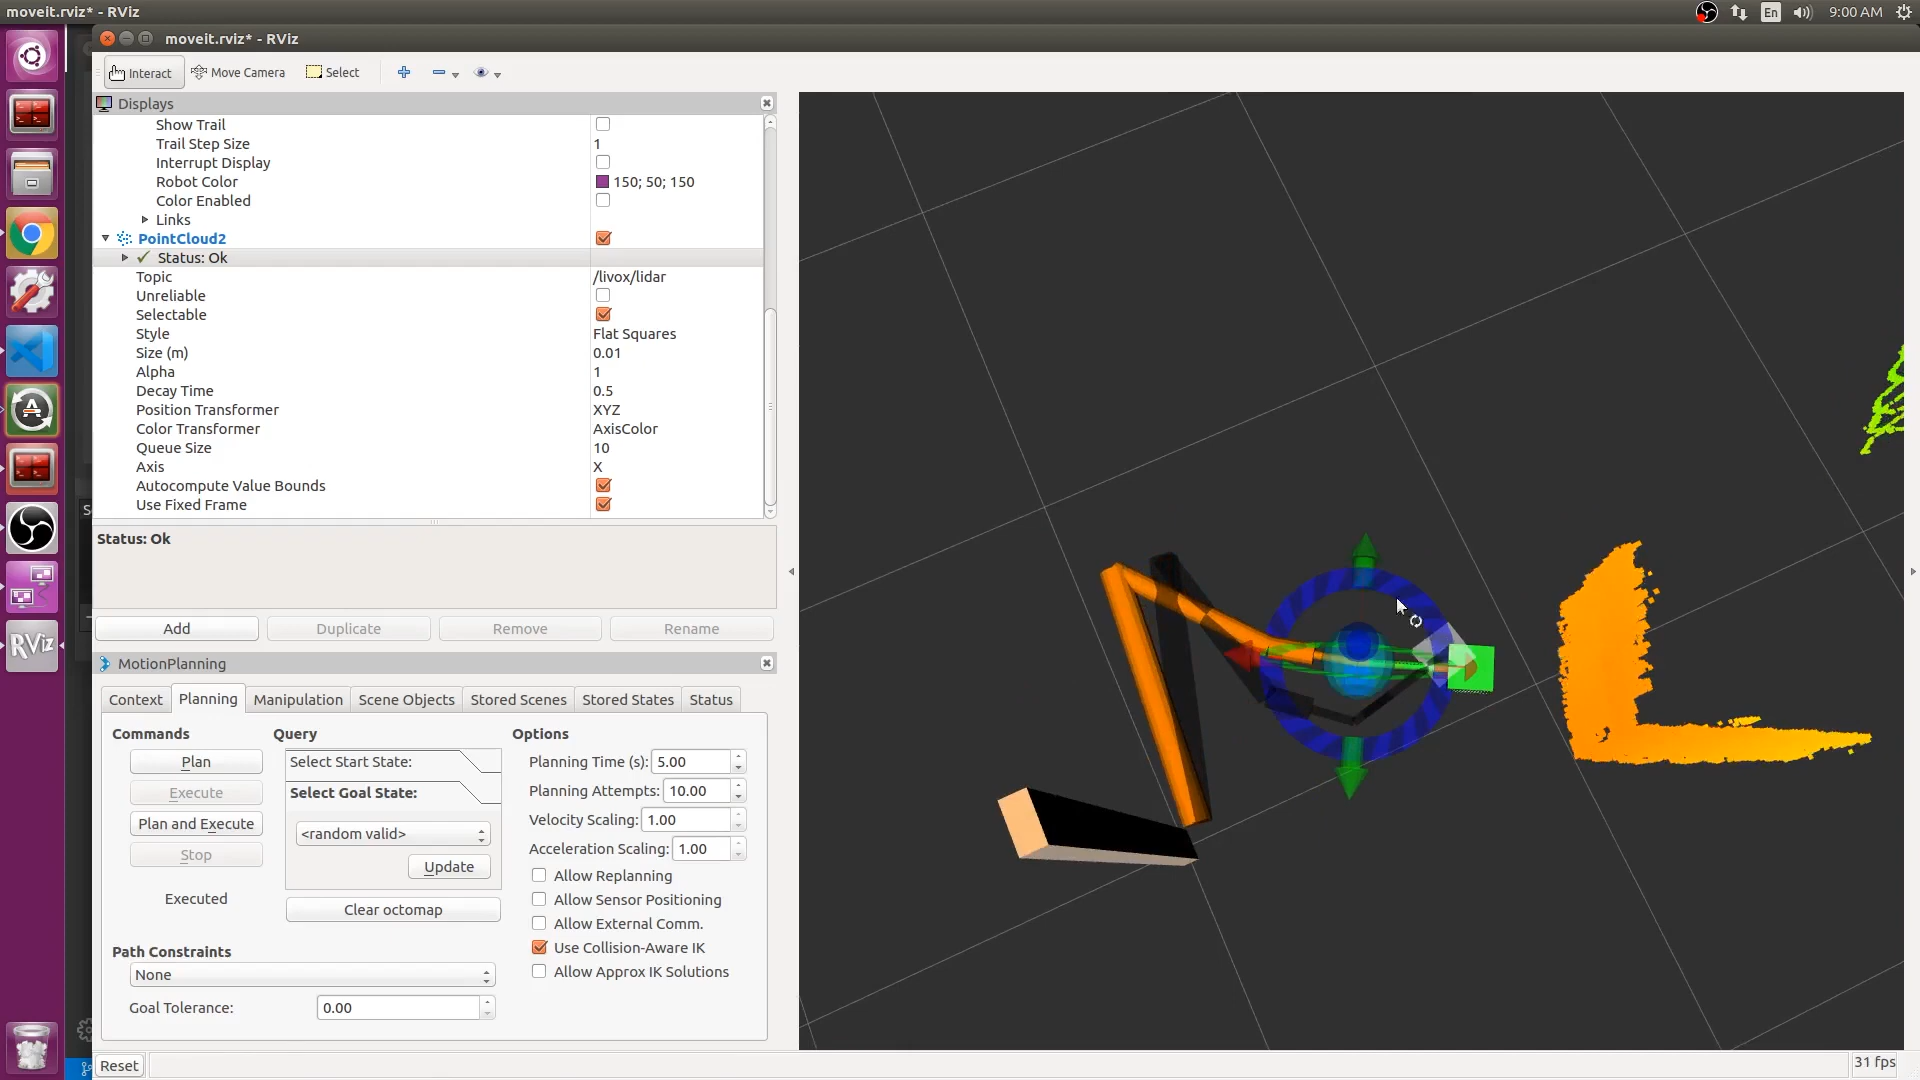 moveit.rviz* - RViz
En
9:00 AM
moveit.rviz* - RViz
Interact
Move Camera
Select
Displays
Show Trail
Trail Step Size 1
Interrupt Display
Robot Color 150; 50; 150
Color Enabled
Links
PointCloud2
Status: Ok
Topic /livox/lidar
Unreliable
Selectable
Style Flat Squares
Size (m) 0.01
Alpha 1
Decay Time 0.5
Position Transformer XYZ
Color Transformer AxisColor
Queue Size 10
Axis X
Autocompute Value Bounds
Use Fixed Frame
Status: Ok
Add Duplicate Remove Rename
RViz
MotionPlanning
Context Planning Manipulation Scene Objects Stored Scenes Stored States Status
Commands
Plan
Execute
Plan and Execute
Stop
Executed
Query
Select Start State:
Select Goal State:
<random valid>
Update
Clear octomap
Options
Planning Time (s): 5.00
Planning Attempts: 10.00
Velocity Scaling: 1.00
Acceleration Scaling: 1.00
Allow Replanning
Allow Sensor Positioning
Allow External Comm.
Use Collision-Aware IK
Allow Approx IK Solutions
Path Constraints
None
Goal Tolerance: 0.00
Reset
31 fps